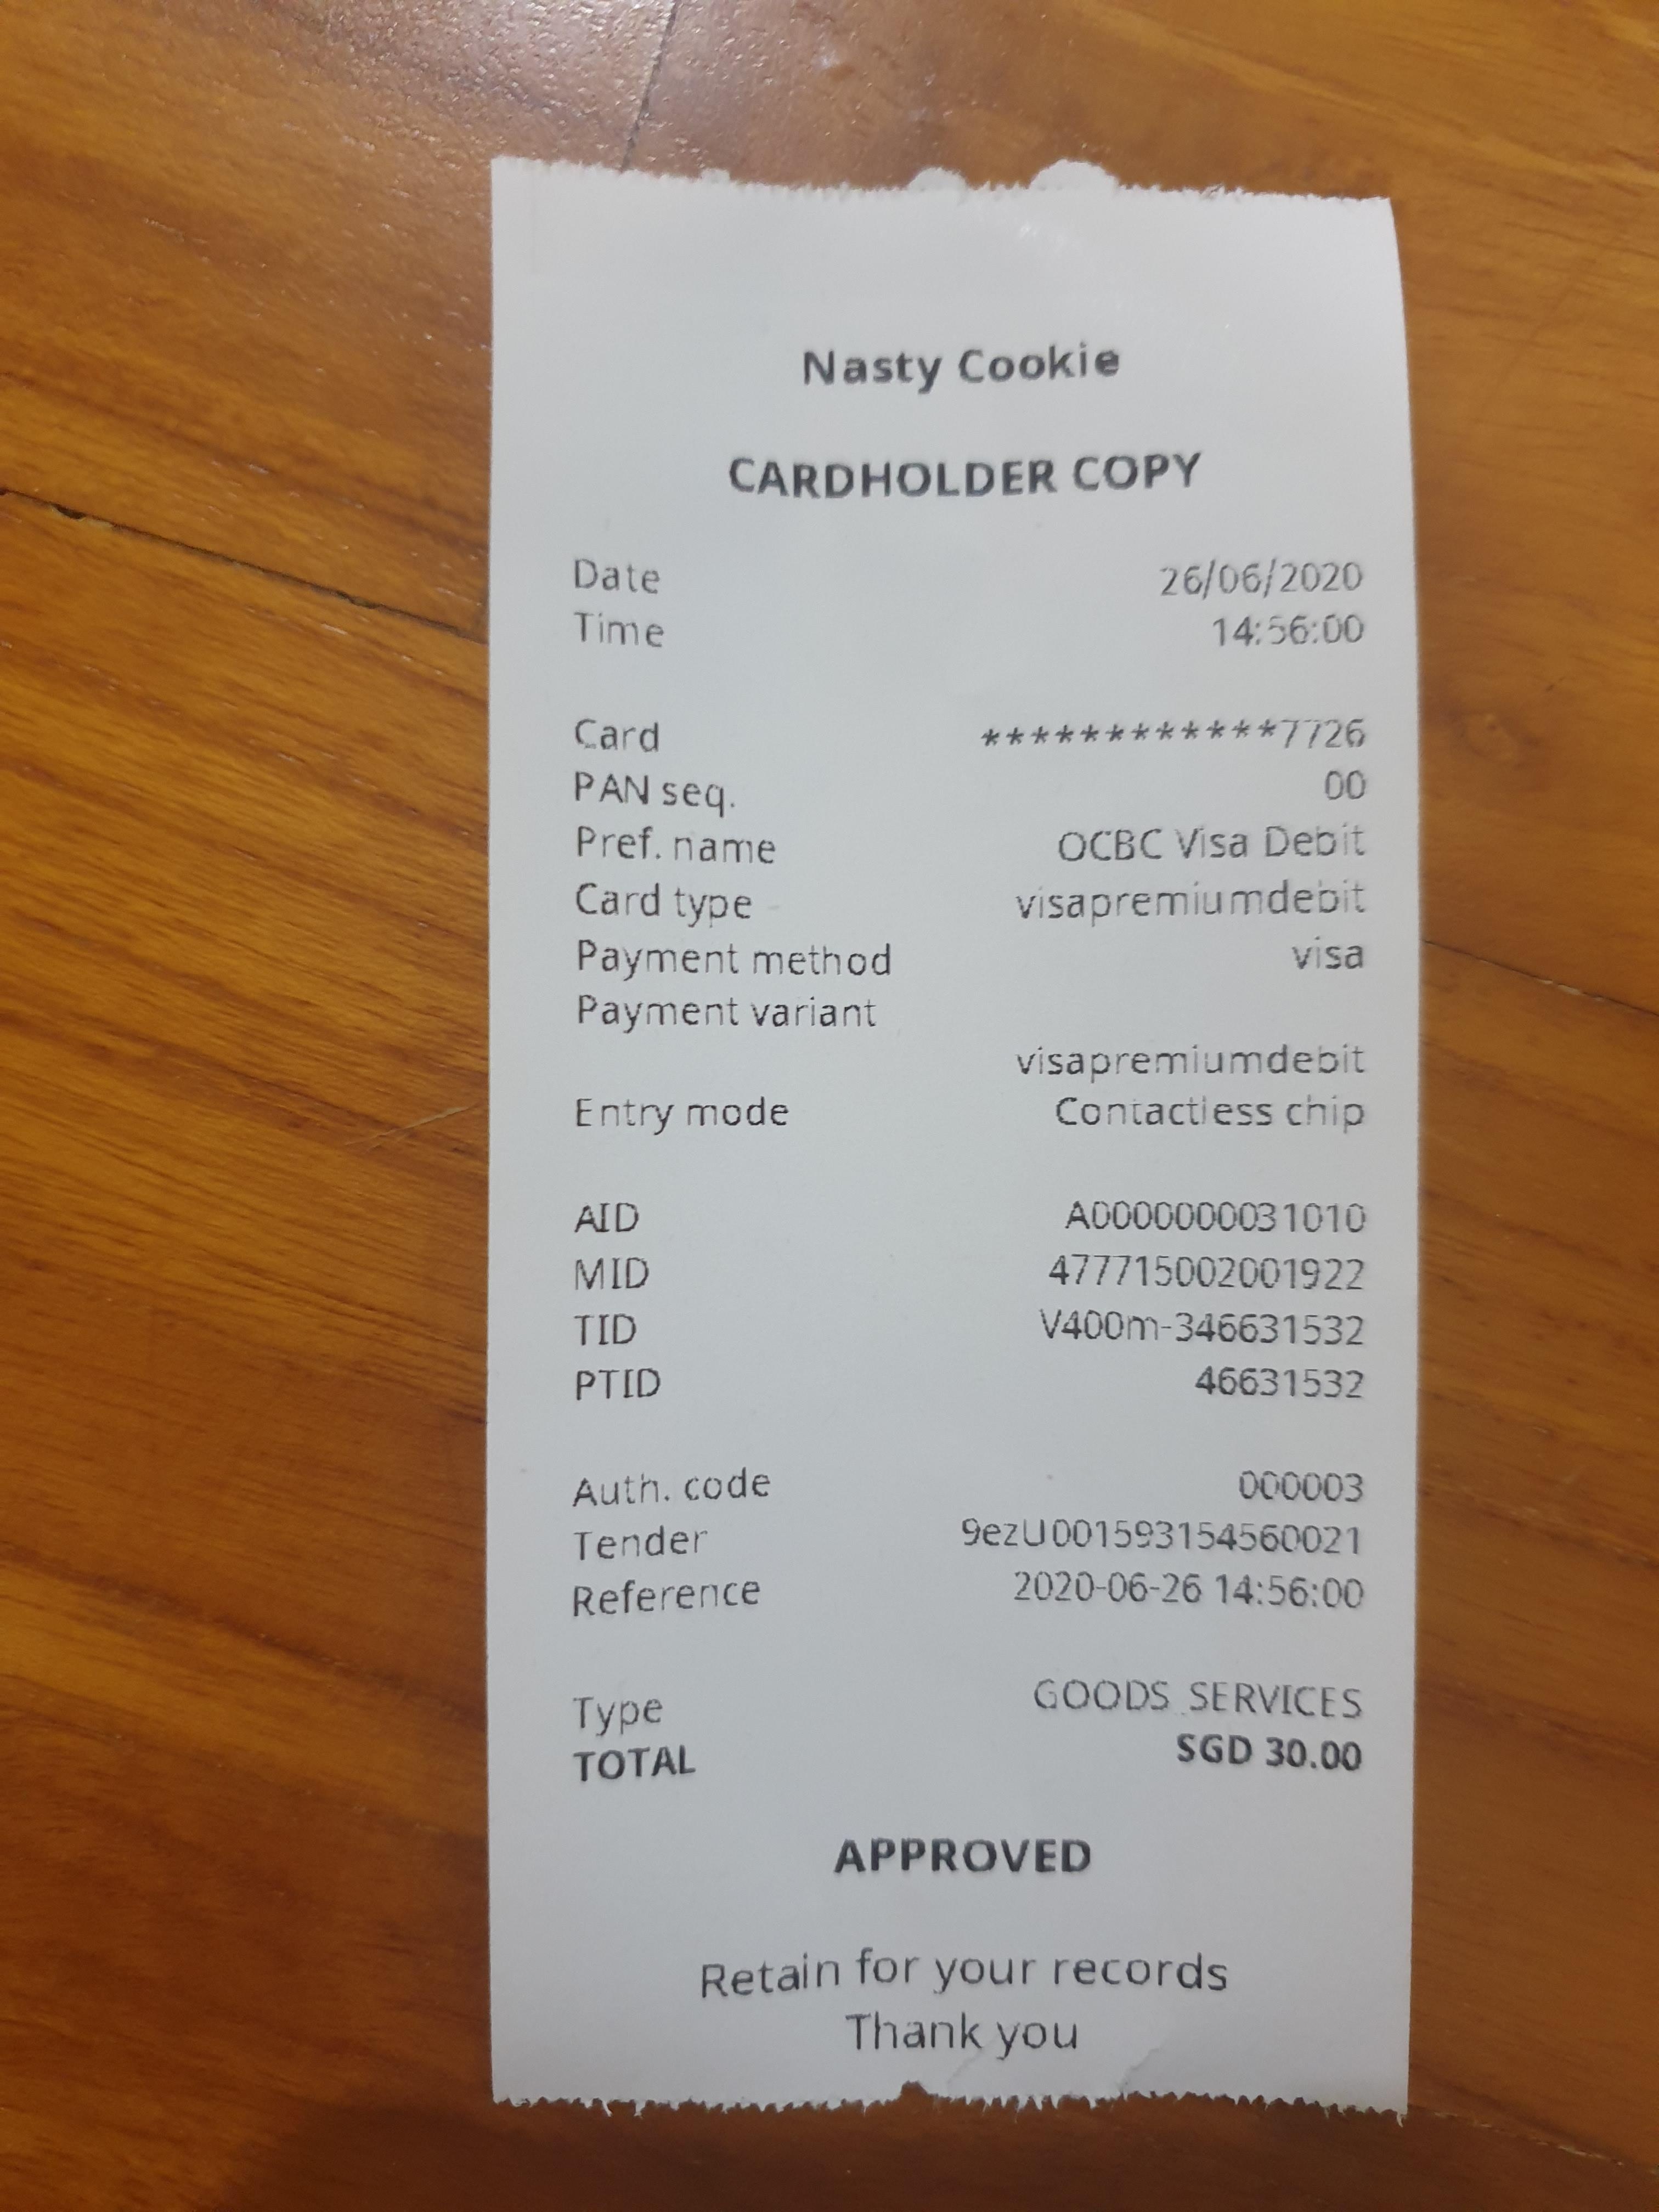 Nasty Cookie
CARDHOLDER COPY
Date 26/06/2020
Time 14:56:00
Card ************7726
PAN seq. 00
Pref. name OCBC Visa Debit
Card type visapremiumdebit
Payment method visa
Payment variant
visapremiumdebit
Entry mode Contactless chip
AID A0000000031010
MID 477715002001922
TID V400m-346631532
PTID 46631532
Auth. code 000003
Tender 9ezU001593154560021
Reference 2020-06-26 14:56:00
Type GOODS_SERVICES
TOTAL SGD 30.00
APPROVED
Retain for your records
Thank you